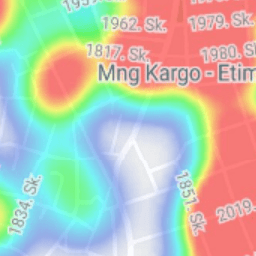 1962. Sk.
1979. Sk.
1817. Sk.
1980. Sk.
Mng Kargo - Etim
1851. Sk.
1834. Sk.
2019.